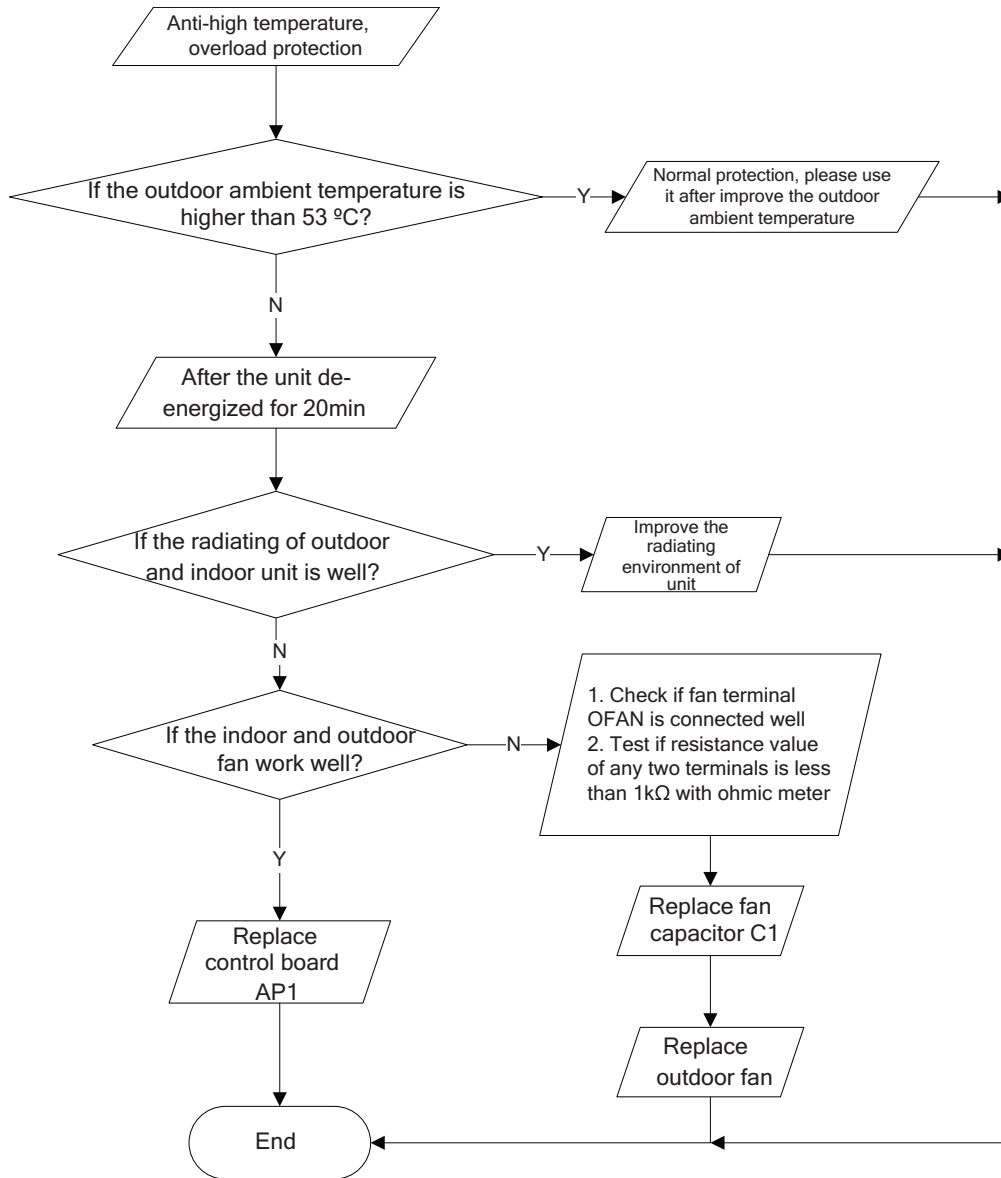 Anti-high temperature,
overload protection
If the outdoor ambient temperature is
higher than 53 ºC?
Y
Normal protection, please use
it after improve the outdoor
ambient temperature
N
After the unit de-
energized for 20min
If the radiating of outdoor
and indoor unit is well?
Y
Improve the
radiating
environment of
unit
N
If the indoor and outdoor
fan work well?
N
1. Check if fan terminal
OFAN is connected well
2. Test if resistance value
of any two terminals is less
than 1kΩ with ohmic meter
Y
Replace fan
capacitor C1
Replace
control board
AP1
Replace
outdoor fan
End